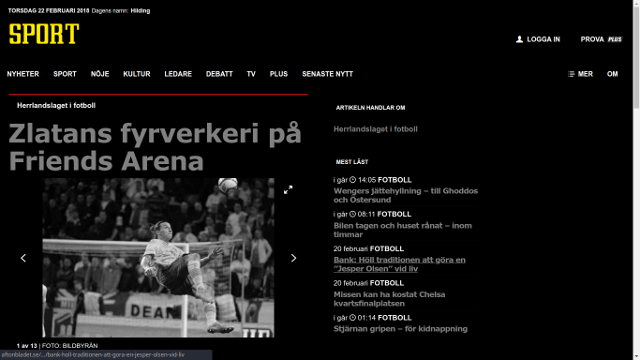 TORSDAG 22 FEBRUARI 2018 Dagens namn: Hilding
SPORT
LOGGA IN
PROVA PLUS
NYHETER SPORT NÖJE KULTUR LEDARE DEBATT TV PLUS SENASTE NYTT
MER OM
Herrlandslaget i fotboll
Zlatans fyrverkeri på
Friends Arena
DEAN
1 av 13 | FOTO: BILDBYRÅN
ARTIKELN HANDLAR OM
Herrlandslaget i fotboll
MEST LÄST
i går 14:05 FOTBOLL
Wengers jättehyllning – till Ghoddos
och Östersund
i går 08:11 FOTBOLL
Bilen tagen och huset rånat – inom
timmar
20 februari FOTBOLL
Bank: Höll traditionen att göra en
"Jesper Olsen" vid liv
20 februari FOTBOLL
Missen kan ha kostat Chelsa
kvartsfinalplatsen
i går 01:14 FOTBOLL
Stjärnan gripen – för kidnappning
aftonbladet.se/.../bank-holl-traditionen-att-gora-en-jesper-olsen-vid-liv